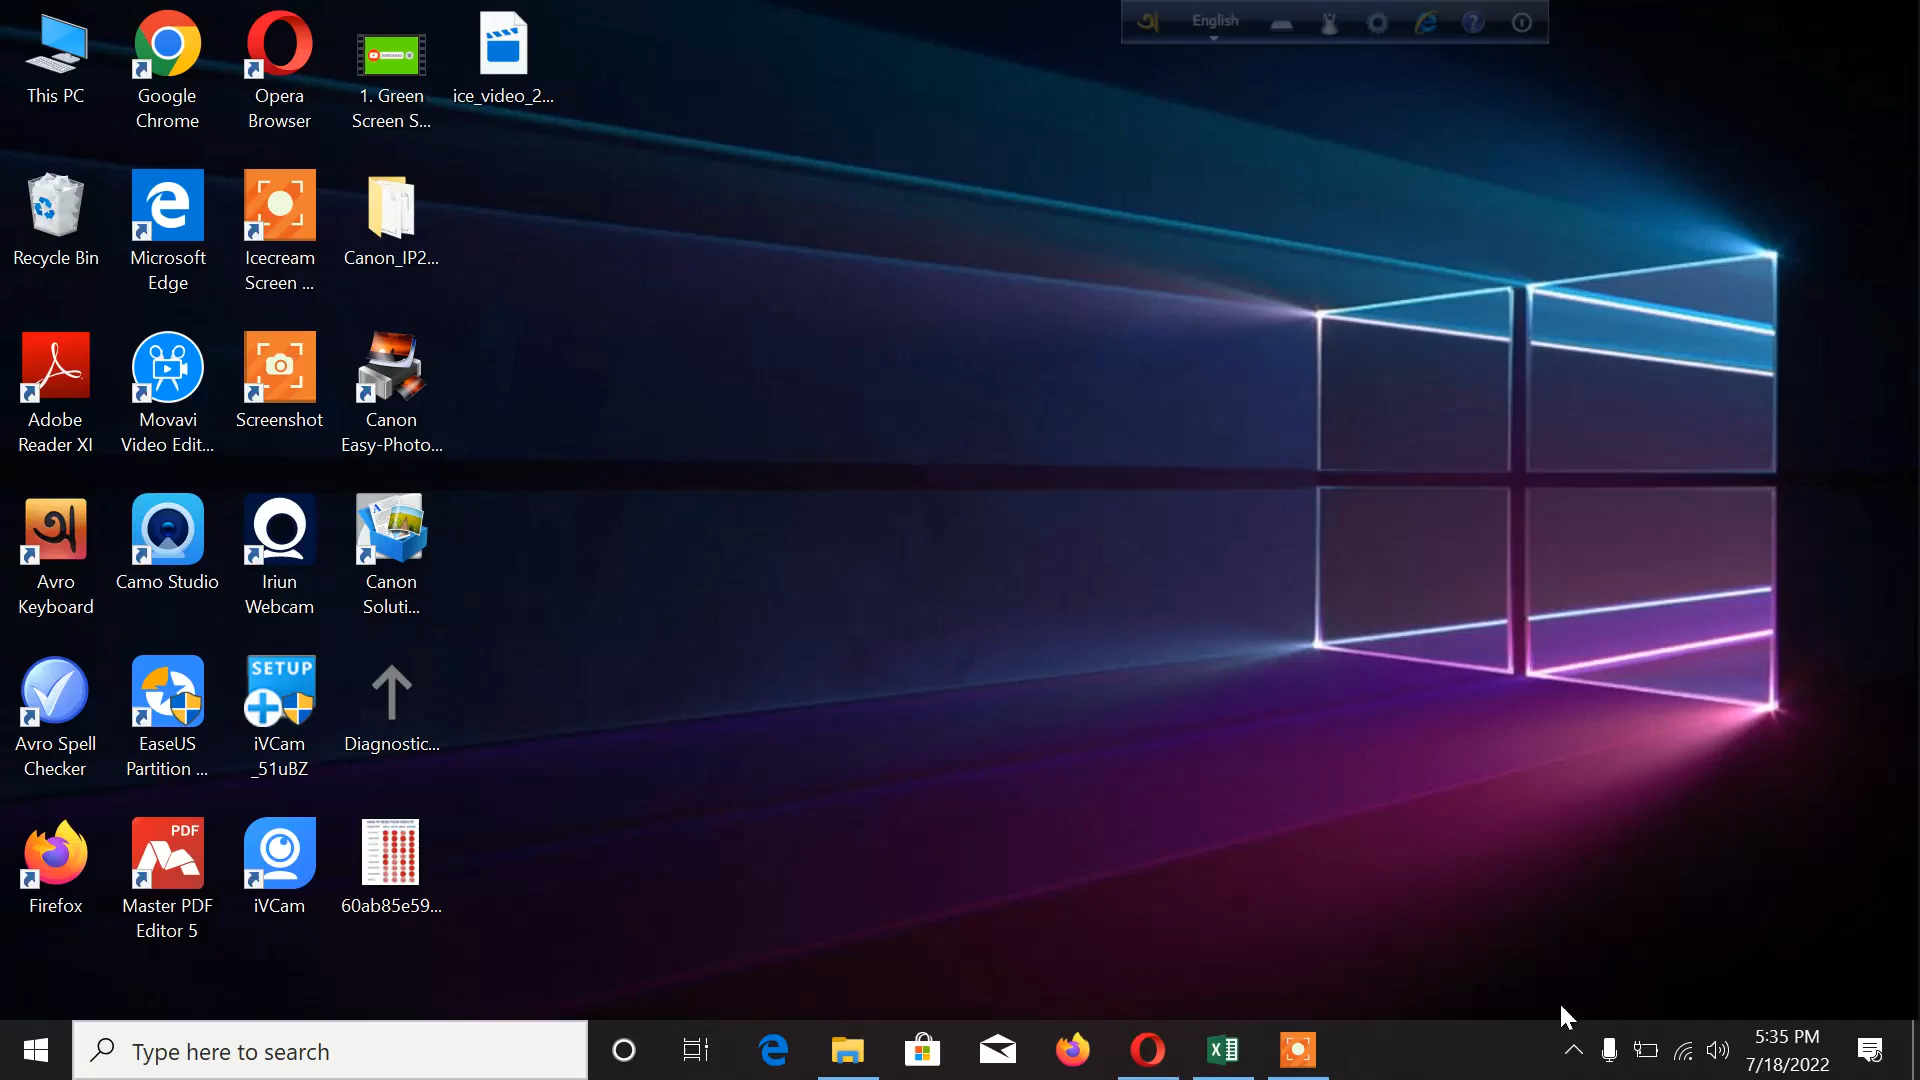 অ English
This PC
Google
Chrome
Opera
Browser
1. Green
Screen S...
ice_video_2...
Recycle Bin
Microsoft
Edge
Icecream
Screen ...
Canon_IP2...
Adobe
Reader XI
Movavi
Video Edit...
Screenshot
Canon
Easy-Photo...
অ
Avro
Keyboard
Camo Studio
Iriun
Webcam
Canon
Soluti...
Avro Spell
Checker
EaseUS
Partition ...
SETUP
iVCam
_51uBZ
Diagnostic...
Firefox
PDF
Master PDF
Editor 5
iVCam
60ab85e59...
Type here to search
5:35 PM
7/18/2022